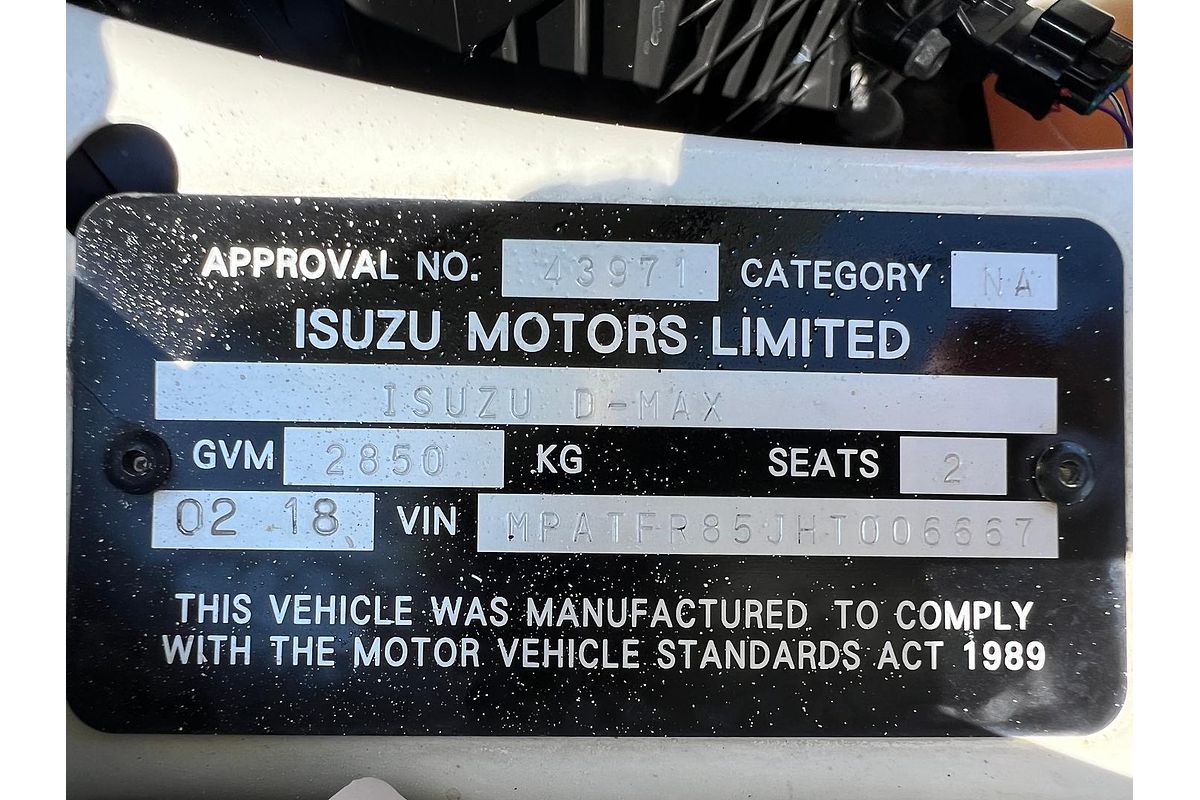 APPROVAL NO. 43971 CATEGORY NA
ISUZU MOTORS LIMITED
ISUZU D-MAX
GVM 2850 KG SEATS 2
02 18 VIN MPATFR85JHT006667
THIS VEHICLE WAS MANUFACTURED TO COMPLY
WITH THE MOTOR VEHICLE STANDARDS ACT 1989